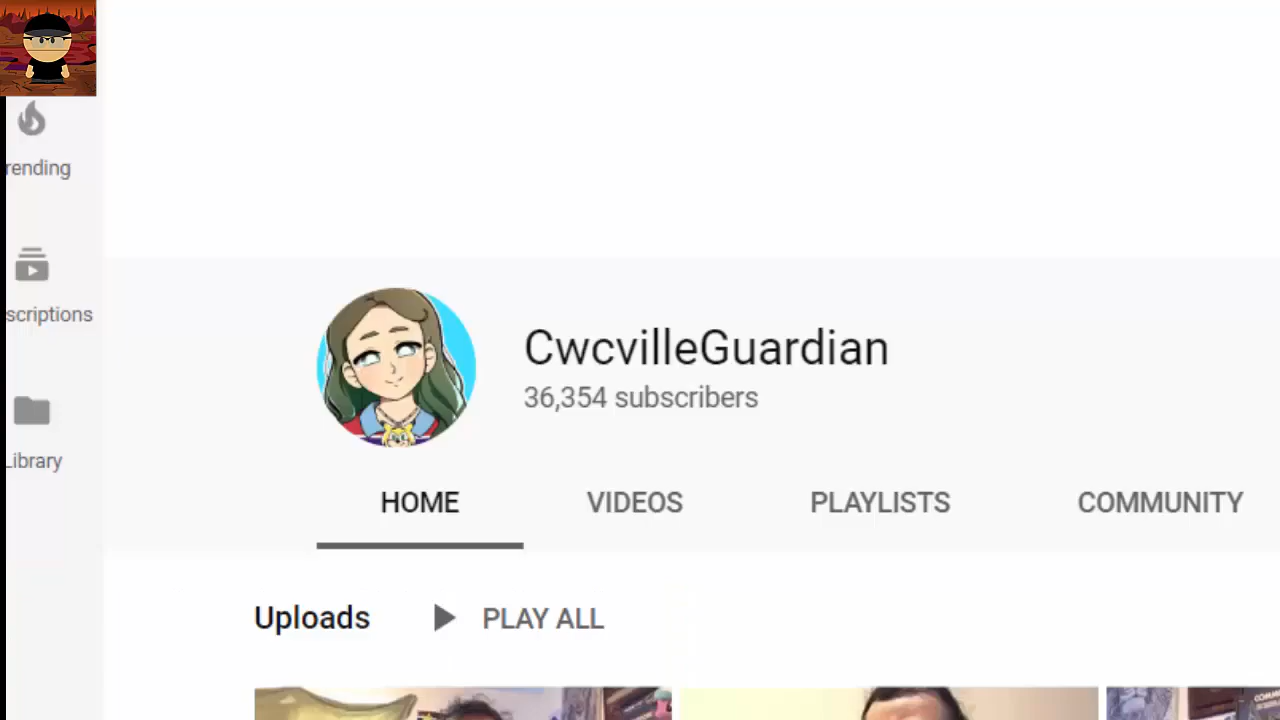 rending
scriptions
Library
CwcvilleGuardian
36,354 subscribers
HOME VIDEOS PLAYLISTS COMMUNITY
Uploads PLAY ALL